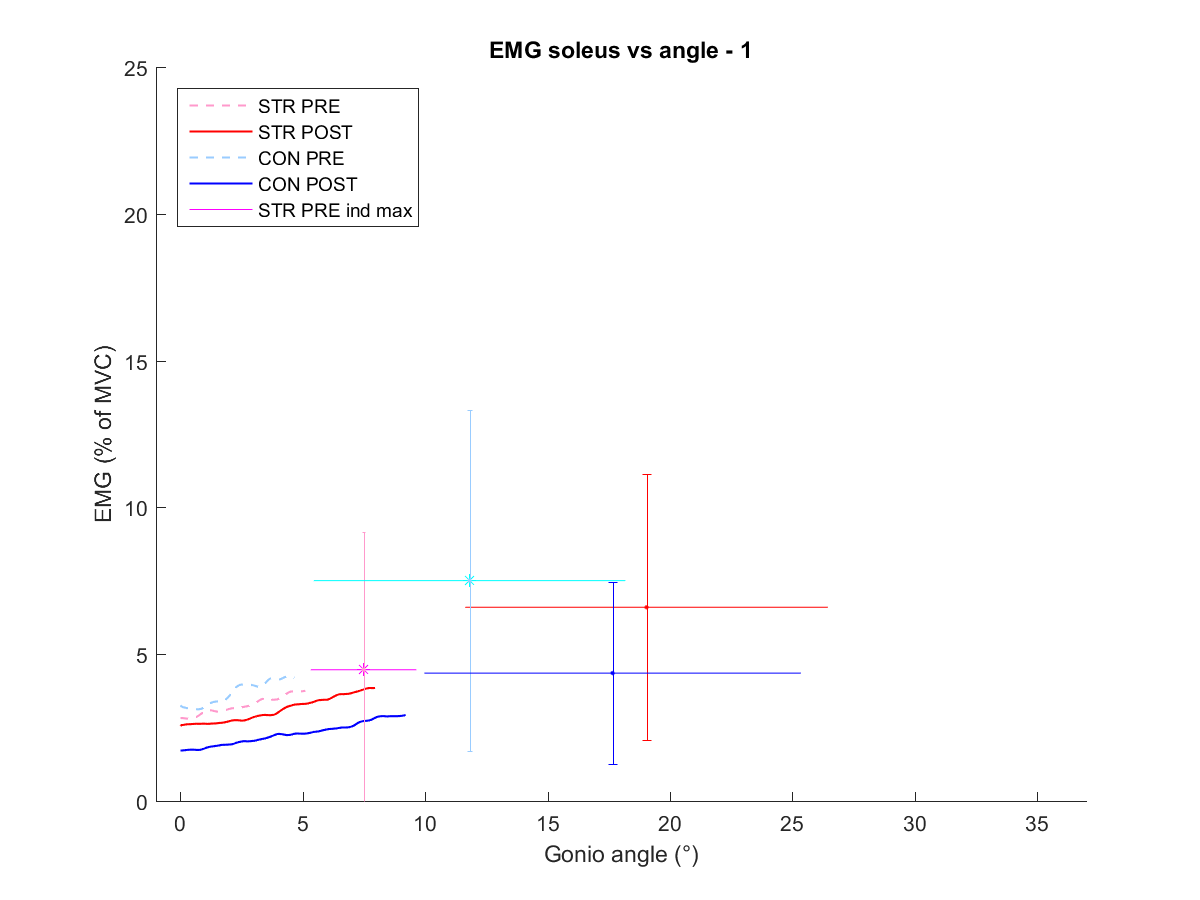 EMG soleus vs angle - 1
25
20
15
10
5
0
EMG (% of MVC)
STR PRE
STR POST
CON PRE
CON POST
STR PRE ind max
0 5 10 15 20 25 30 35
Gonio angle (°)